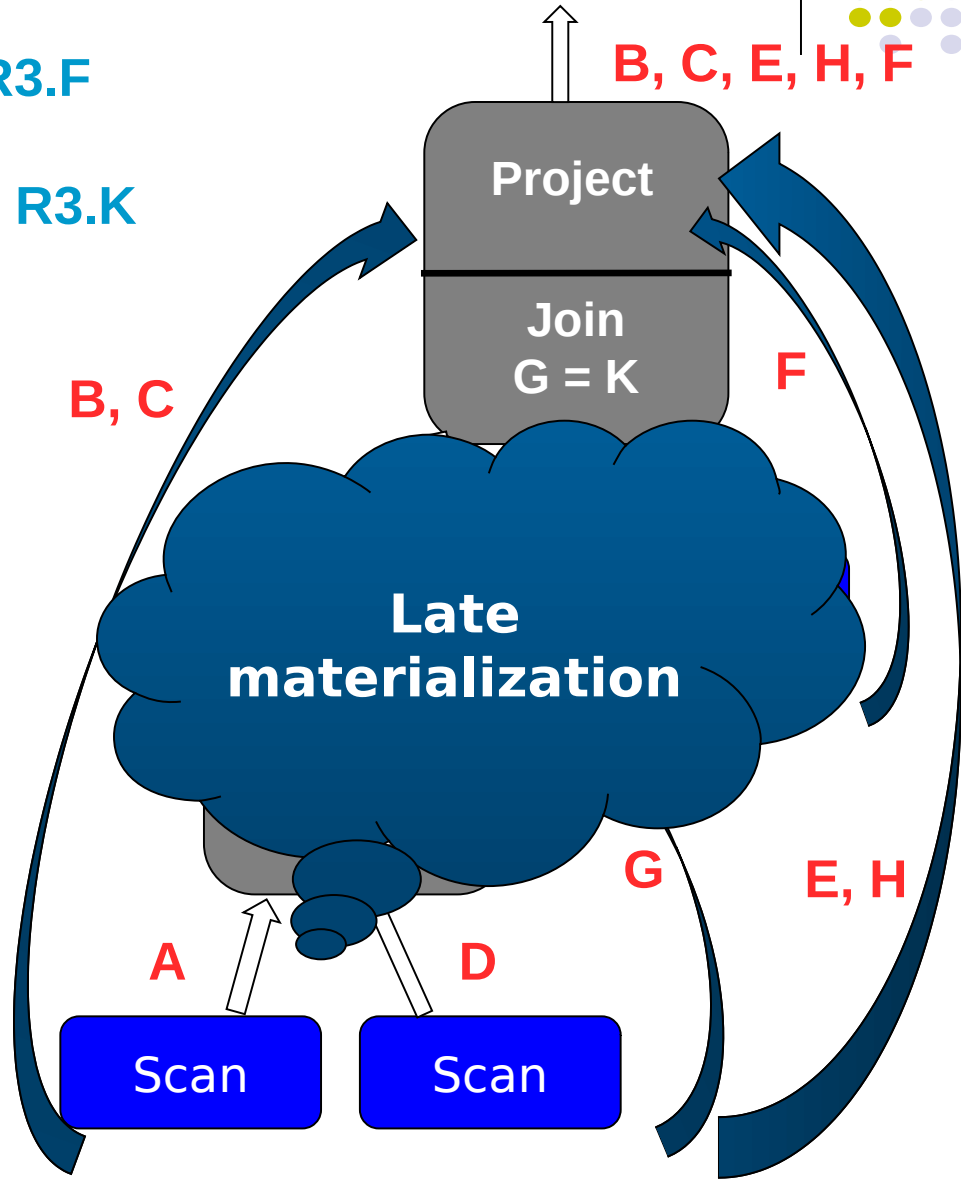 B, C, E, H, F
R3.F
Project
R3.K
Join
G = K
F
B, C
Late
materialization
G
E, H
A
D
Scan
Scan